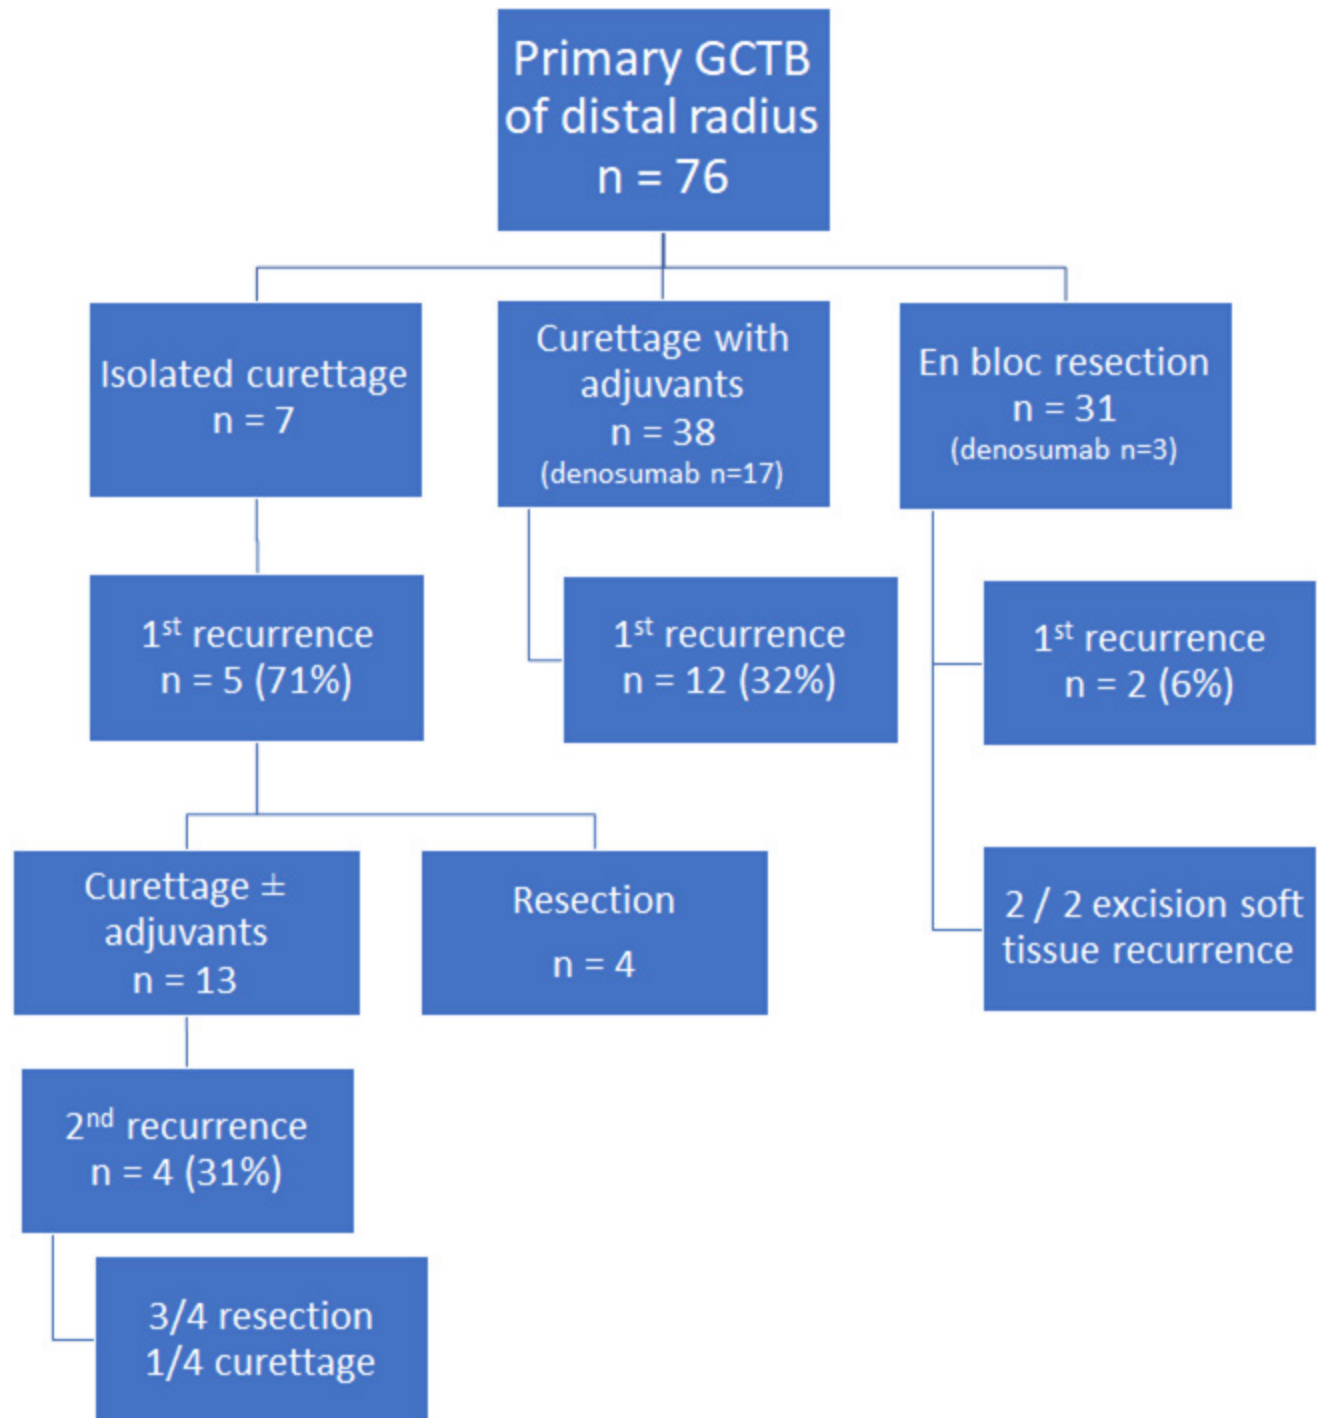 Primary GCTB
of distal radius
n = 76
Isolated curettage
n = 7
Curettage with
adjuvants
n = 38
(denosumab n=17)
En bloc resection
n = 31
(denosumab n=3)
1st recurrence
n = 5 (71%)
1st recurrence
n = 12 (32%)
1st recurrence
n = 2 (6%)
Curettage ±
adjuvants
n = 13
Resection
n = 4
2 / 2 excision soft
tissue recurrence
2nd recurrence
n = 4 (31%)
3/4 resection
1/4 curettage